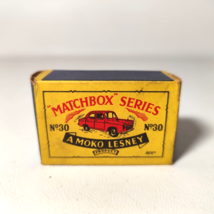 "MATCHBOX" SERIES
Nº30 Nº30
A MOKO LESNEY